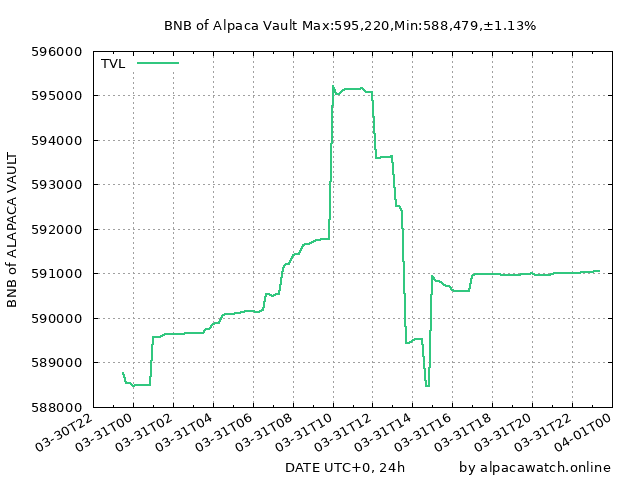 BNB of Alpaca Vault Max:595,220,Min:588,479,±1.13%
596000
TVL
595000
594000
593000
592000
591000
590000
589000
588000
BNB of ALAPACA VAULT
03-30T22
03-31T00
03-31T02
03-31T04
03-31T06
03-31T08
03-31T10
03-31T12
03-31T14
03-31T16
03-31T18
03-31T20
03-31T22
04-01T00
DATE UTC+0, 24h
by alpacawatch.online